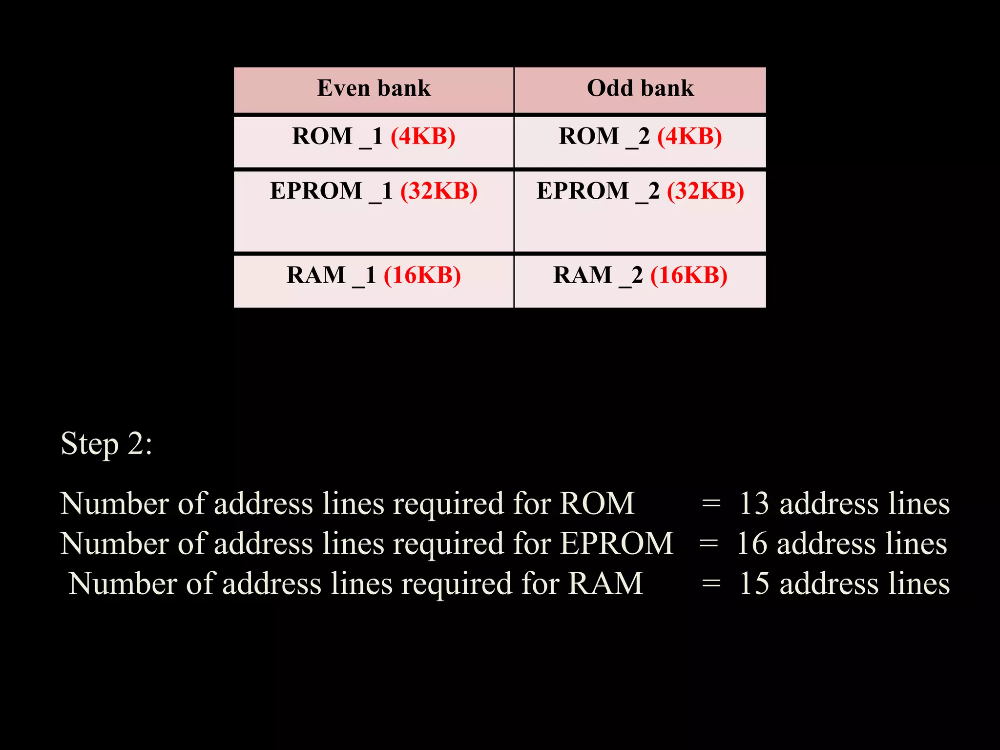 Even bank Odd bank
ROM _1 (4KB) ROM _2 (4KB)
EPROM _1 (32KB) EPROM _2 (32KB)
RAM _1 (16KB) RAM _2 (16KB)
Step 2:
Number of address lines required for ROM = 13 address lines
Number of address lines required for EPROM = 16 address lines
Number of address lines required for RAM = 15 address lines